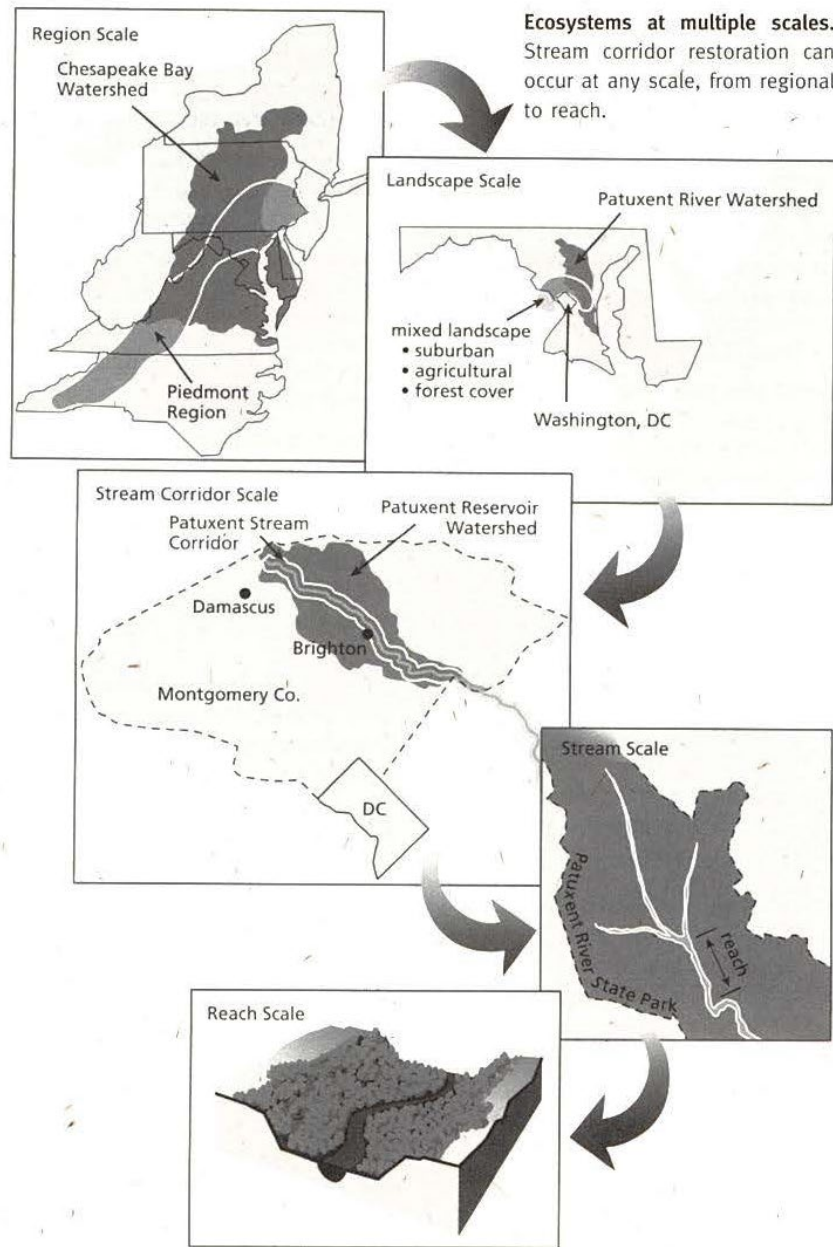 Ecosystems at multiple scales.
Stream corridor restoration can
occur at any scale, from regional
to reach.
Region Scale
Chesapeake Bay
Watershed
Piedmont
Region
Landscape Scale
Patuxent River Watershed
mixed landscape
• suburban
• agricultural
• forest cover
Washington, DC
Stream Corridor Scale
Patuxent Stream
Corridor
Patuxent Reservoir
Watershed
Damascus
Brighton
Montgomery Co.
DC
Stream Scale
Patuxent River State Park
reach
Reach Scale